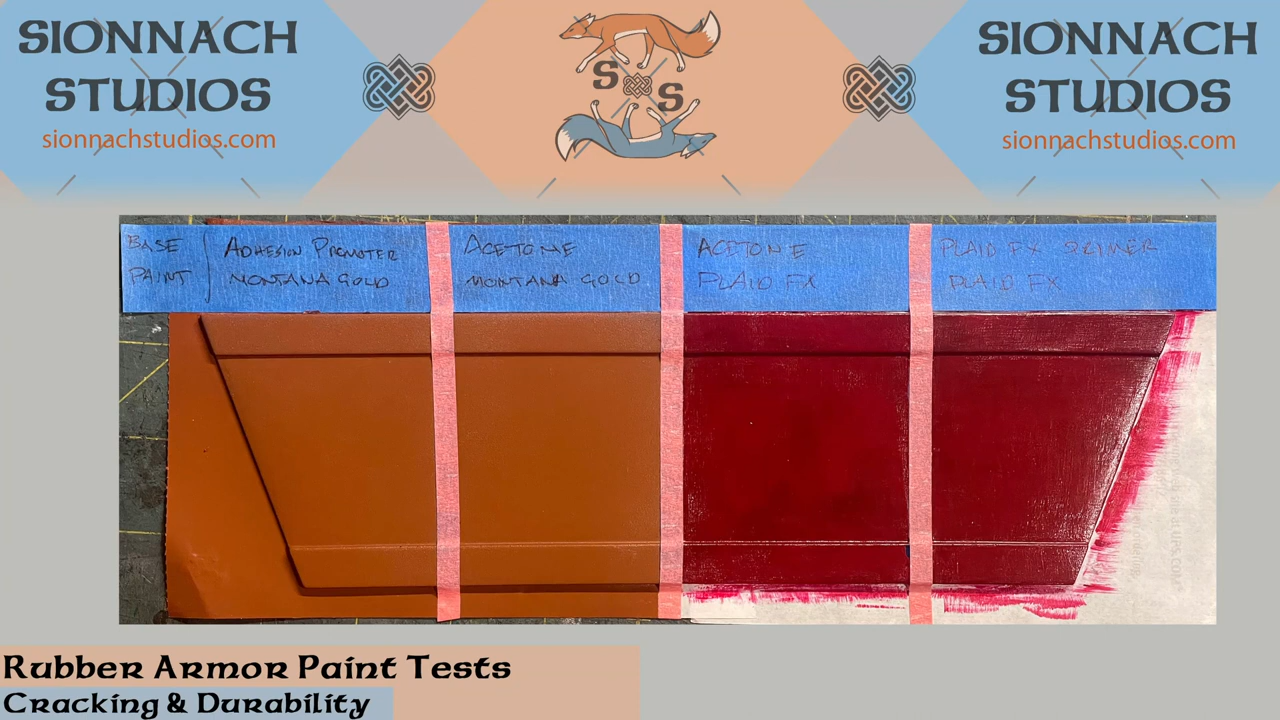 SIONNACH
STUDIOS
sionnachstudios.com
S S
SIONNACH
STUDIOS
sionnachstudios.com
BASE
PAINT
ADHESION PROMOTER
MONTANA GOLD
ACETONE
MONTANA GOLD
ACETONE
PLAID FX
PLAID FX PRIMER
PLAID FX
Rubber Armor Paint Tests
Cracking & Durability